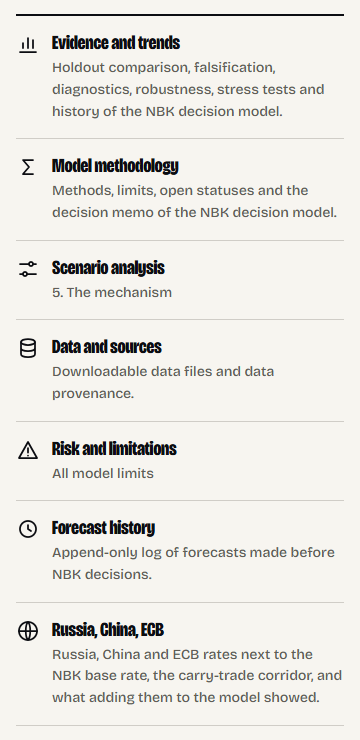 Evidence and trends
Holdout comparison, falsification,
diagnostics, robustness, stress tests and
history of the NBK decision model.
Model methodology
Methods, limits, open statuses and the
decision memo of the NBK decision model.
Scenario analysis
5. The mechanism
Data and sources
Downloadable data files and data
provenance.
Risk and limitations
All model limits
Forecast history
Append-only log of forecasts made before
NBK decisions.
Russia, China, ECB
Russia, China and ECB rates next to the
NBK base rate, the carry-trade corridor, and
what adding them to the model showed.